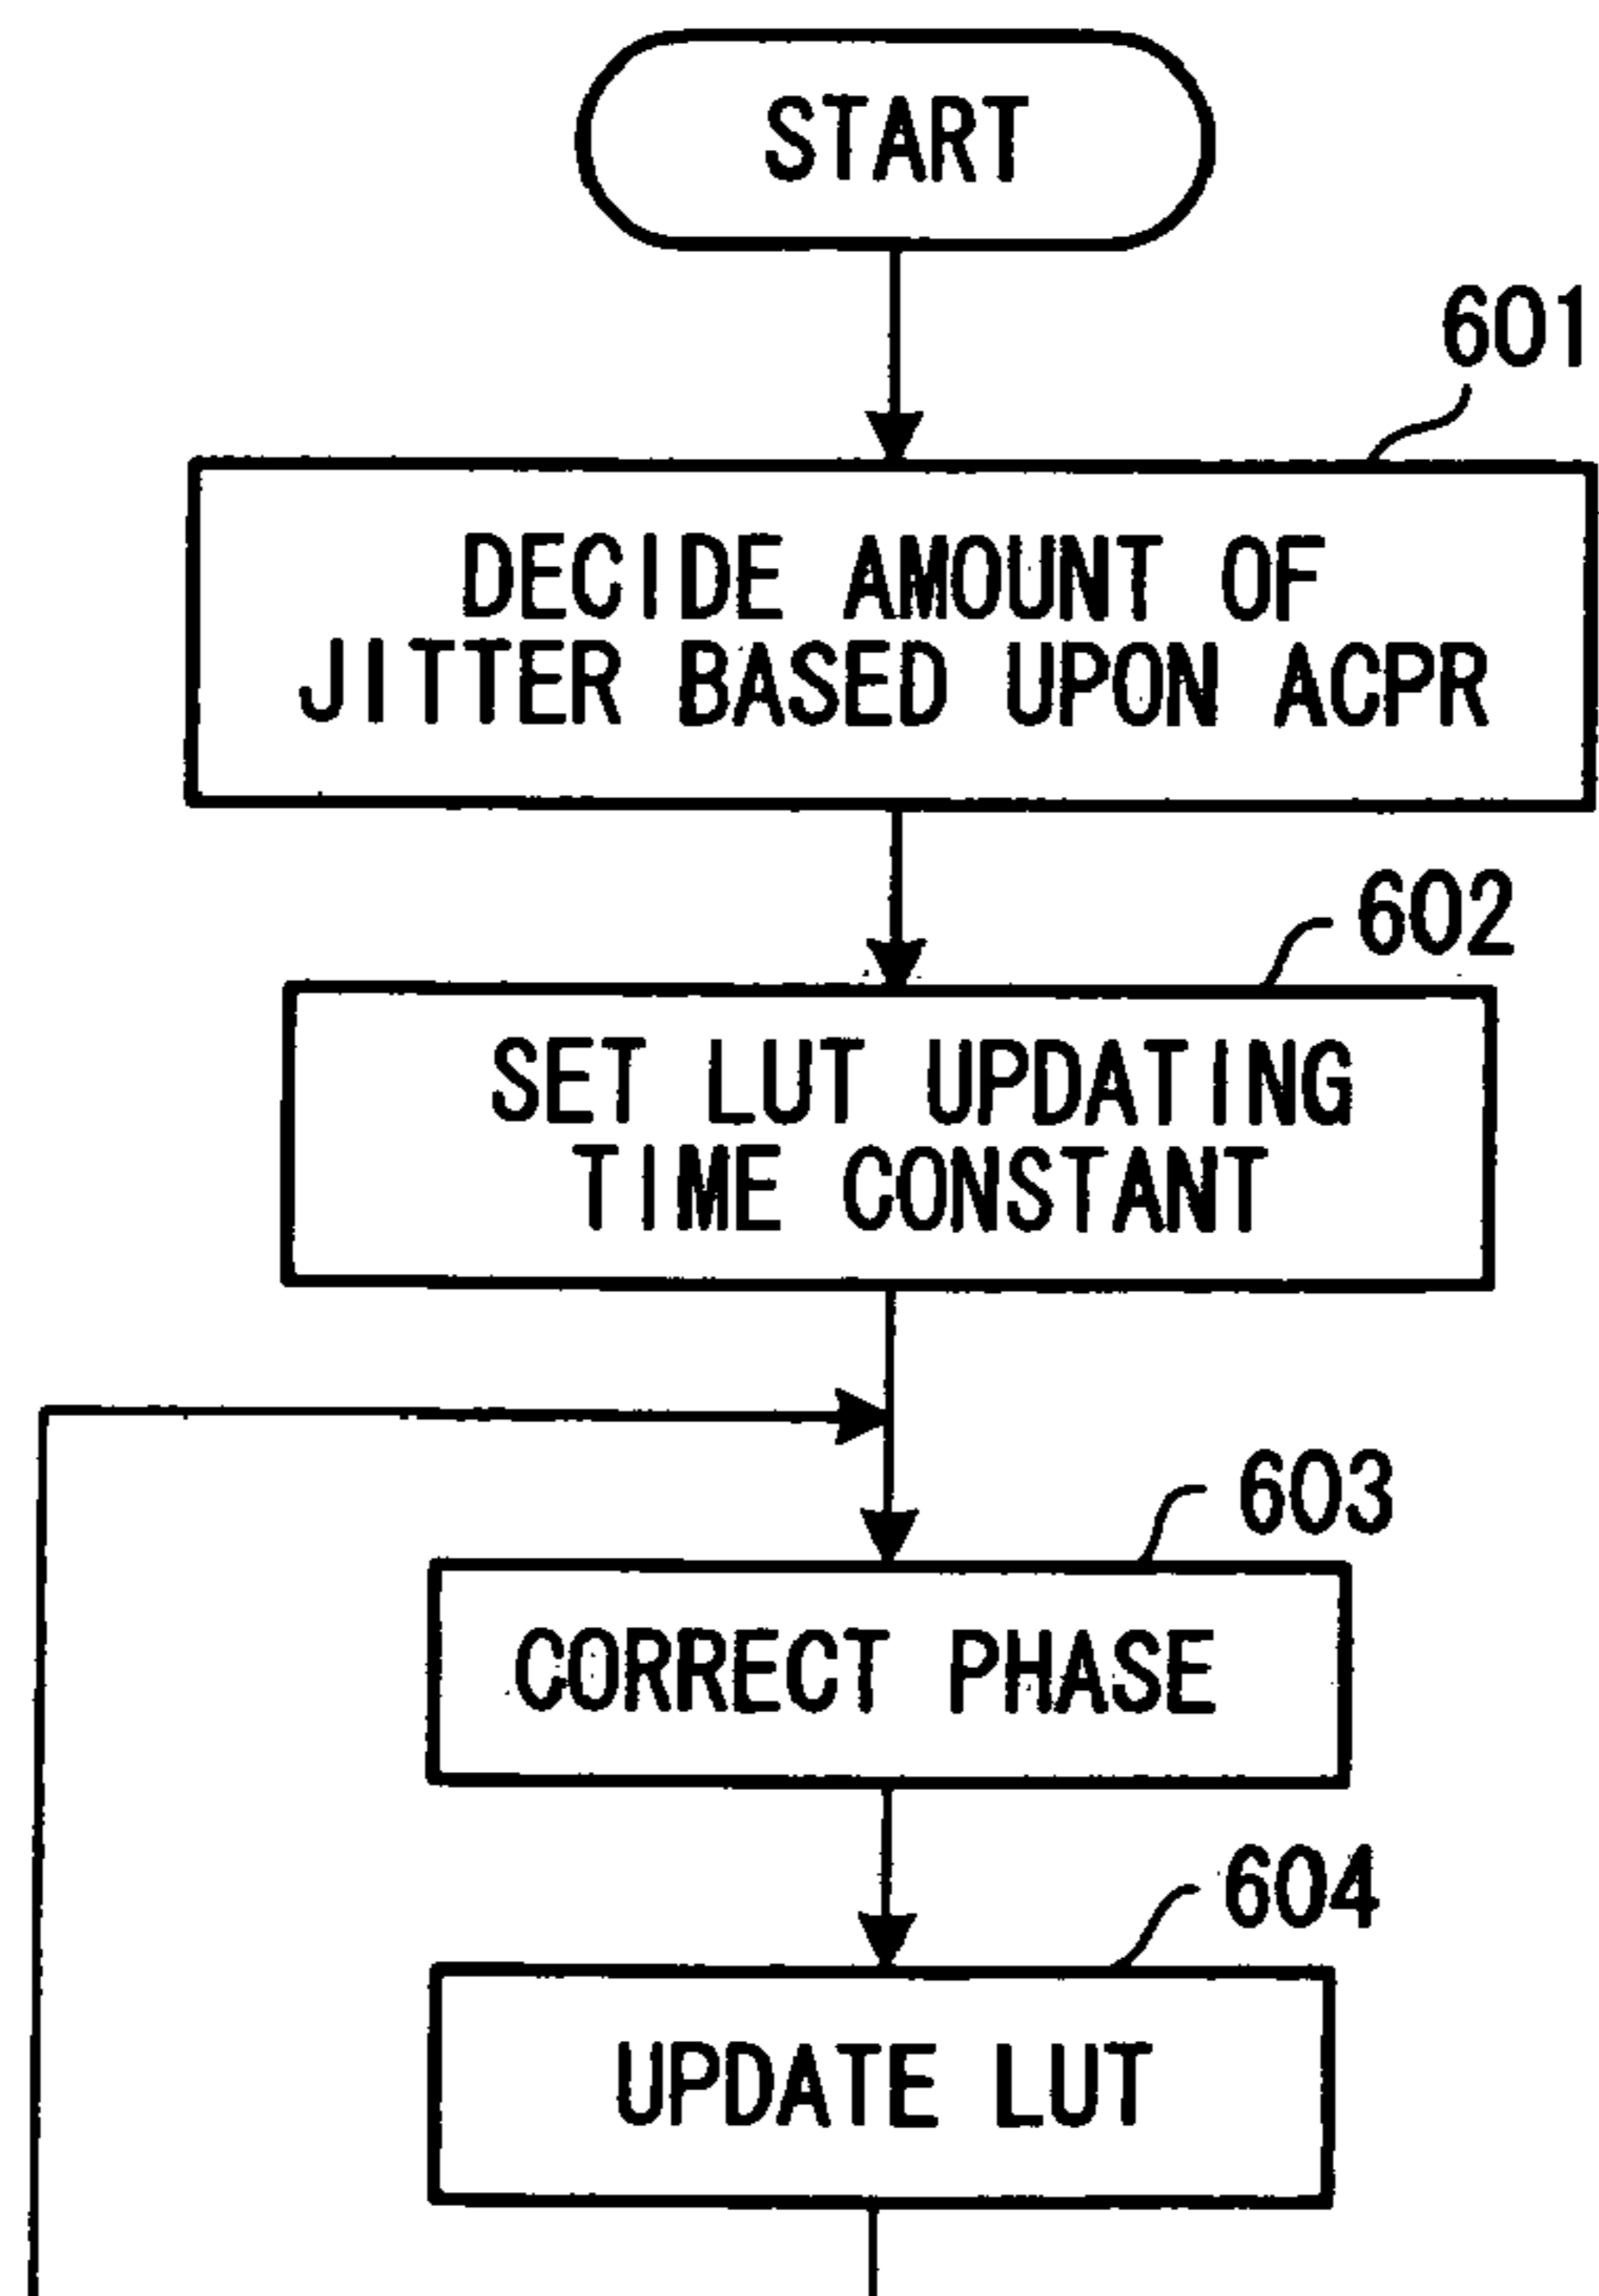 START
601
DECIDE AMOUNT OF
JITTER BASED UPON ACPR
602
SET LUT UPDATING
TIME CONSTANT
603
CORRECT PHASE
604
UPDATE LUT